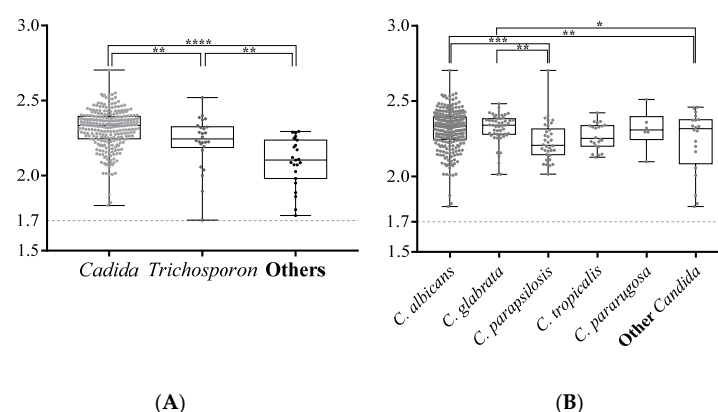 3.0
2.5
2.0
1.7
1.5
****
** **
Cadida Trichosporon Others
(A)
3.0
2.5
2.0
1.7
1.5
*
**
***
**
C. albicans
C. glabrata
C. parapsilosis
C. tropicalis
C. pararugosa
Other Candida
(B)